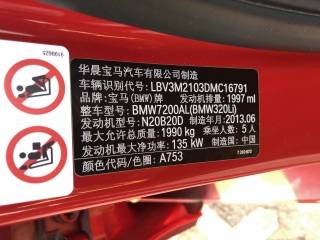 华晨宝马汽车有限公司制造
车辆识别代号: LBV3M2103DMC16791
品牌: 宝马(BMW)牌 发动机排量: 1997 ml
整车型号: BMW7200AL(BMW320Li)
发动机型号: N20B20D 制造年月: 2013.06
最大允许总质量: 1990 kg 乘坐人数: 5 人
发动机最大净功率: 135 kW 制造国: 中国
颜色代码/色: A753